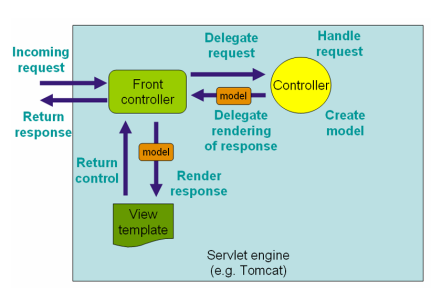 Incoming
request
Return
response
Front
controller
Delegate
request
Handle
request
Controller
model
Delegate
rendering
of response
Create
model
model
Return
control
Render
response
View
template
Servlet engine
(e.g. Tomcat)